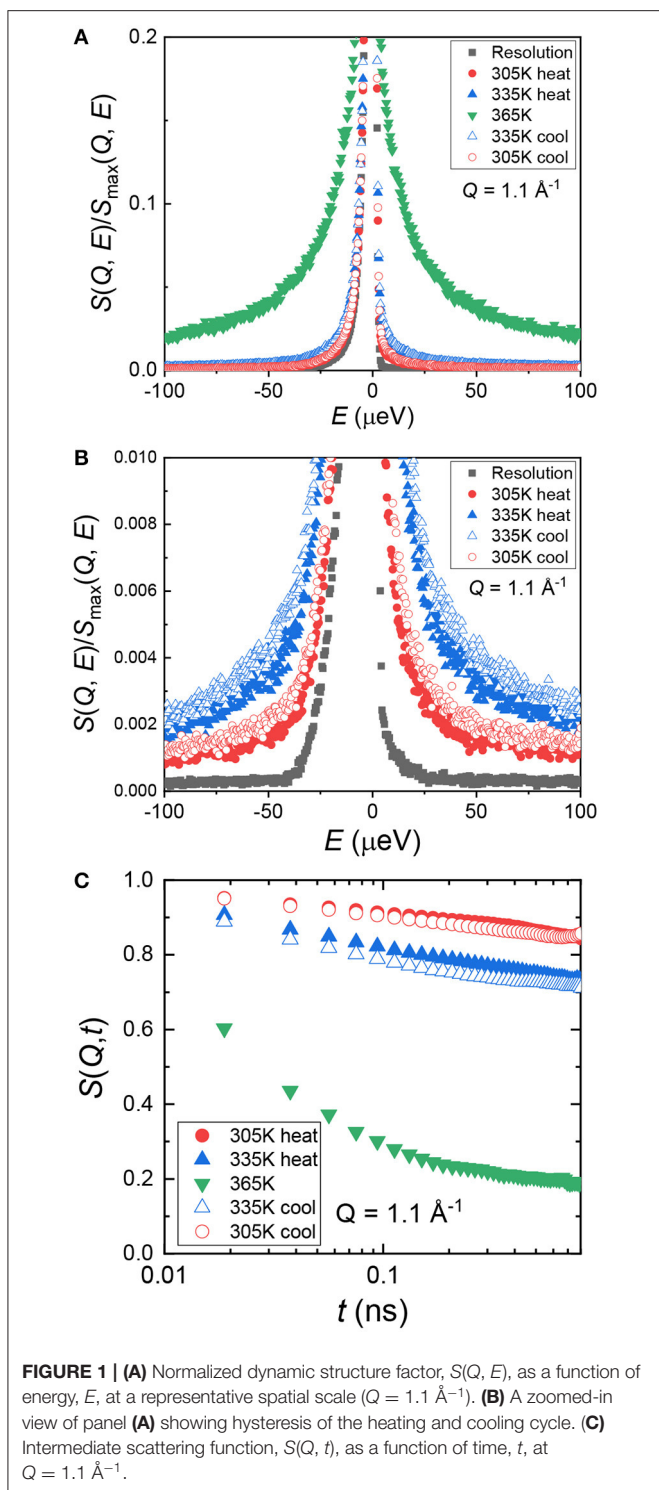 A
S(Q, E)/Smax(Q, E)
0.2
0.1
0.0
Resolution
305K heat
335K heat
365K
335K cool
305K cool
Q = 1.1 Å⁻¹
-100 -50 0 50 100
E (μeV)
B
S(Q, E)/Smax(Q, E)
0.010
0.008
0.006
0.004
0.002
0.000
Resolution
305K heat
335K heat
335K cool
305K cool
Q = 1.1 Å⁻¹
-100 -50 0 50 100
E (μeV)
C
S(Q,t)
1.0
0.8
0.6
0.4
0.2
0.0
305K heat
335K heat
365K
335K cool
305K cool
Q = 1.1 Å⁻¹
0.01 0.1
t (ns)
FIGURE 1 | (A) Normalized dynamic structure factor, S(Q, E), as a function of
energy, E, at a representative spatial scale (Q = 1.1 Å⁻¹). (B) A zoomed-in
view of panel (A) showing hysteresis of the heating and cooling cycle. (C)
Intermediate scattering function, S(Q, t), as a function of time, t, at
Q = 1.1 Å⁻¹.